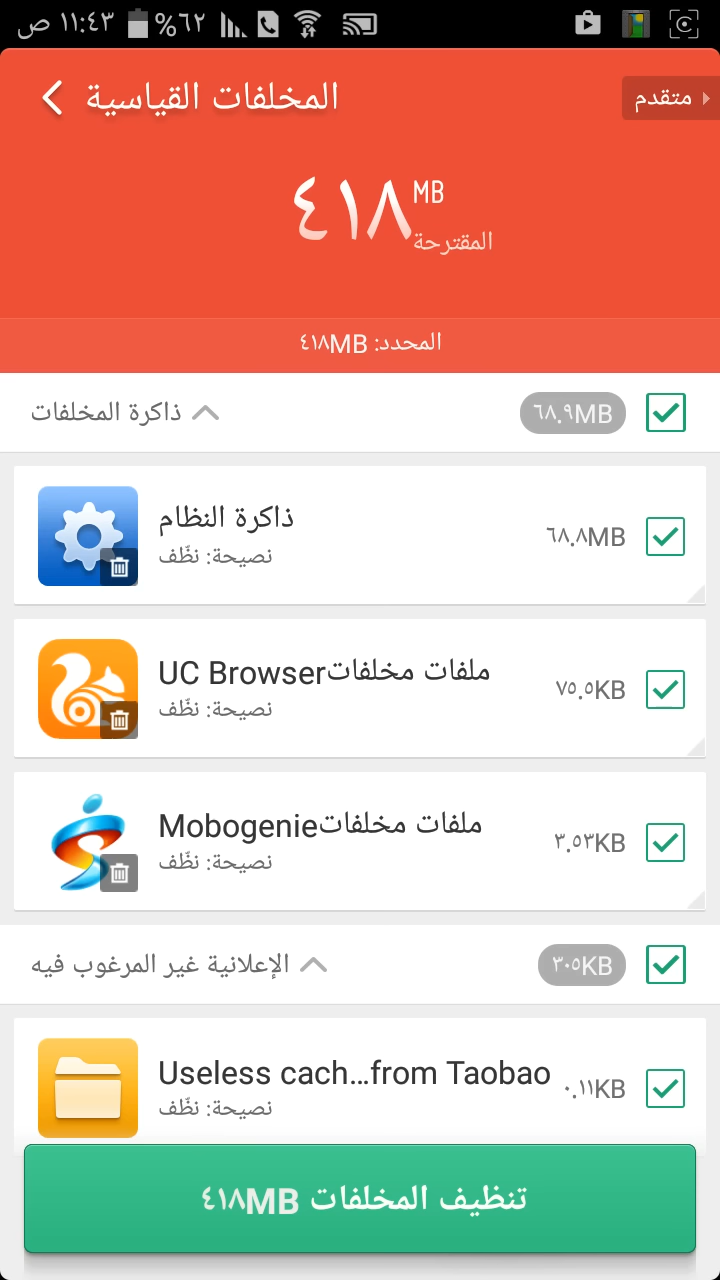 ١١:٤٣ ص
%٦٢
المخلفات القياسية
متقدم
٤١٨MB
المقترحة
المحدد: ٤١٨MB
ذاكرة المخلفات
٦٨.٩MB
ذاكرة النظام
نصيحة: نظّف
٦٨.٨MB
ملفات مخلفاتUC Browser
نصيحة: نظّف
٧٥.٥KB
ملفات مخلفاتMobogenie
نصيحة: نظّف
٣.٥٣KB
الإعلانية غير المرغوب فيه
٣٠٥KB
Useless cach...from Taobao
نصيحة: نظّف
٠.١١KB
تنظيف المخلفات ٤١٨MB